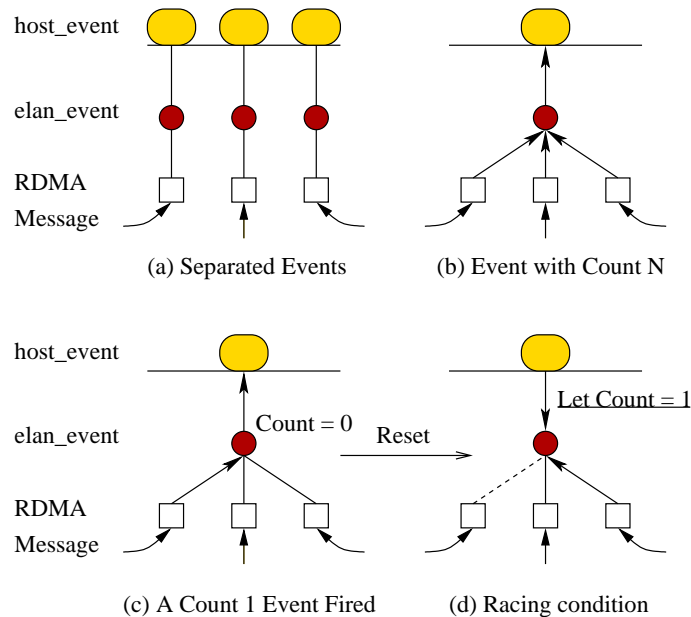 host_event
elan_event
RDMA
Message
(a) Separated Events
(b) Event with Count N
host_event
Let Count = 1
Count = 0
elan_event
Reset
RDMA
Message
(c) A Count 1 Event Fired
(d) Racing condition